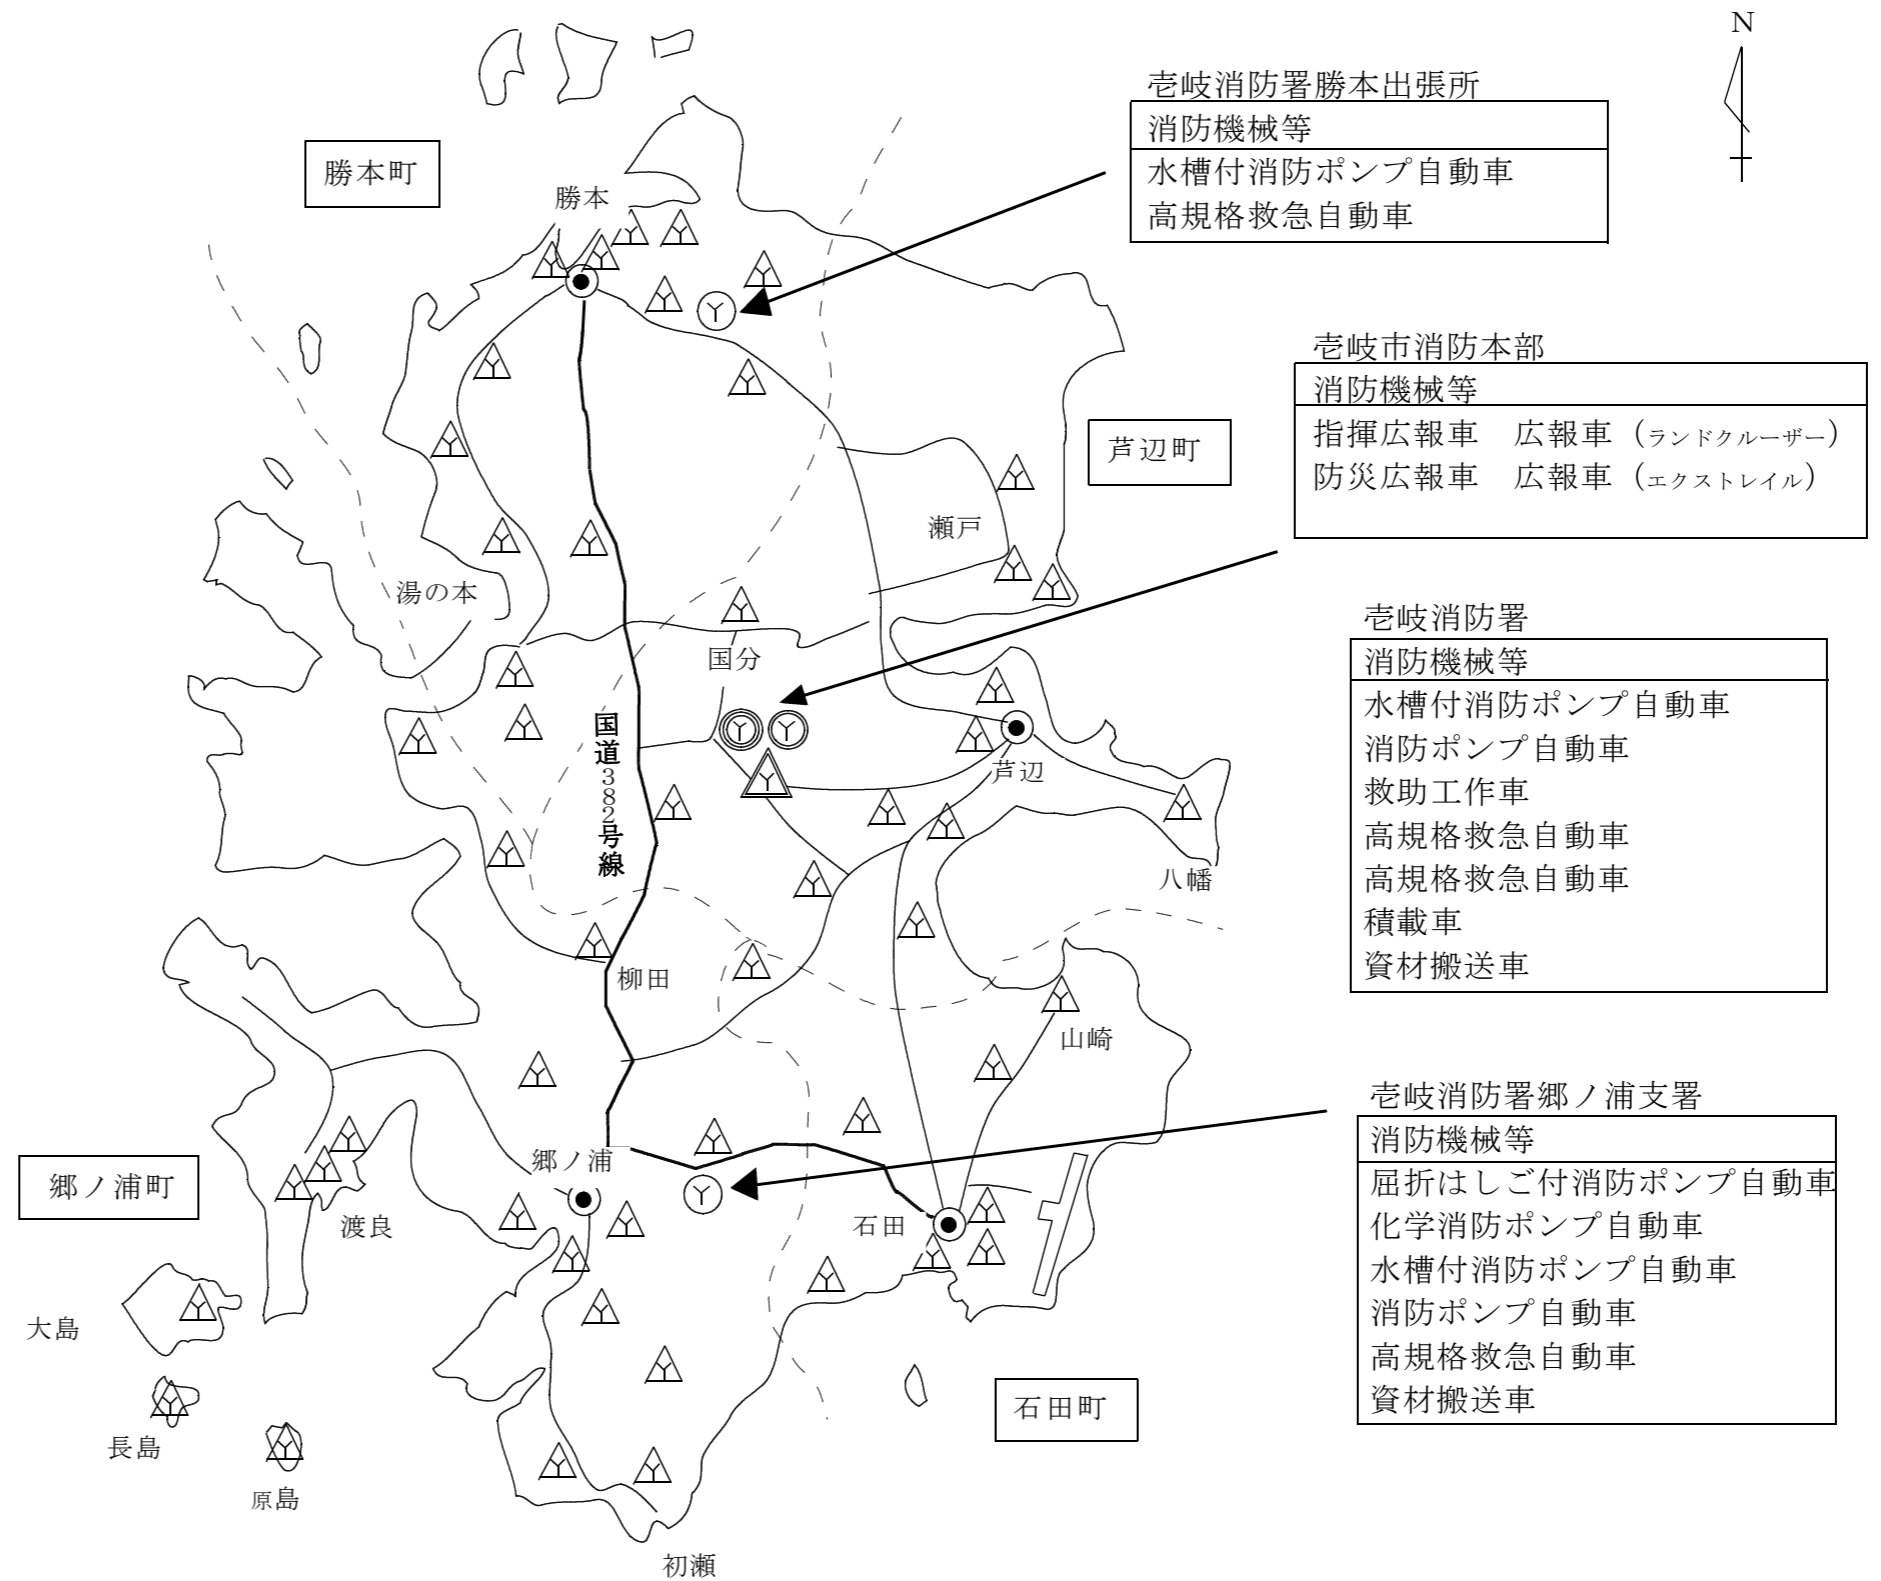 N
壱岐消防署勝本出張所
消防機械等
水槽付消防ポンプ自動車
高規格救急自動車
勝本町
勝本
壱岐市消防本部
消防機械等
指揮広報車　広報車（ランドクルーザー）
防災広報車　広報車（エクストレイル）
芦辺町
瀬戸
湯の本
国分
壱岐消防署
消防機械等
水槽付消防ポンプ自動車
消防ポンプ自動車
救助工作車
高規格救急自動車
高規格救急自動車
積載車
資材搬送車
国道382号線
芦辺
八幡
柳田
山崎
壱岐消防署郷ノ浦支署
消防機械等
屈折はしご付消防ポンプ自動車
化学消防ポンプ自動車
水槽付消防ポンプ自動車
消防ポンプ自動車
高規格救急自動車
資材搬送車
郷ノ浦町
郷ノ浦
渡良
石田
大島
石田町
長島
原島
初瀬